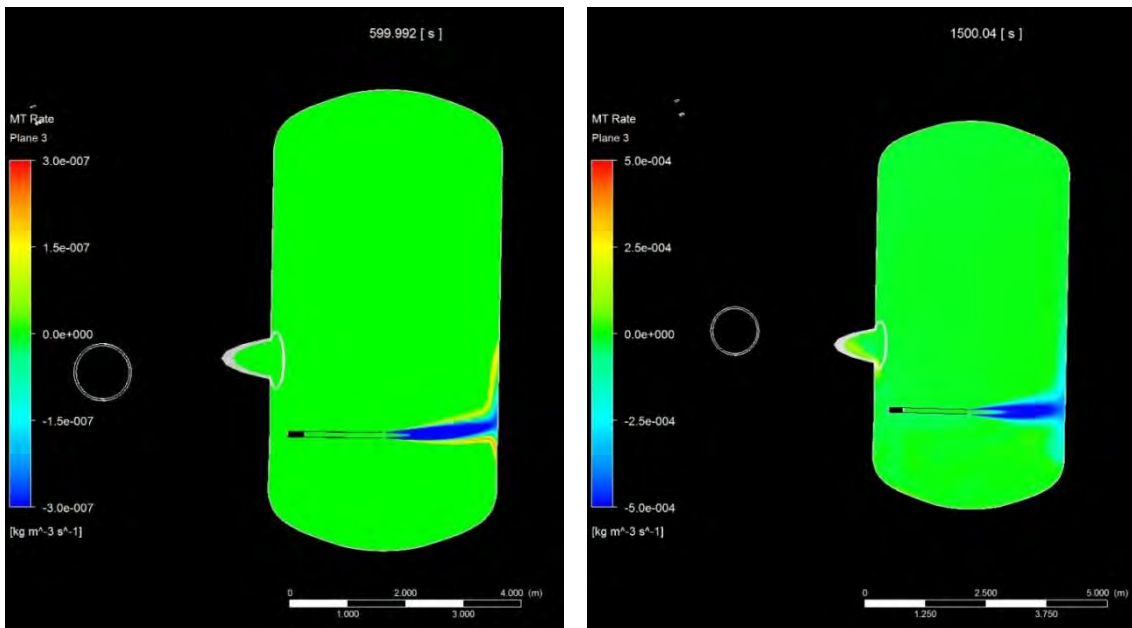 599.992 [ s ]
MT Rate
Plane 3
3.0e-007
1.5e-007
0.0e+000
-1.5e-007
-3.0e-007
[kg m^-3 s^-1]
0 2.000 4.000 (m)
1.000 3.000
1500.04 [ s ]
MT Rate
Plane 3
5.0e-004
2.5e-004
0.0e+000
-2.5e-004
-5.0e-004
[kg m^-3 s^-1]
0 2.500 5.000 (m)
1.250 3.750